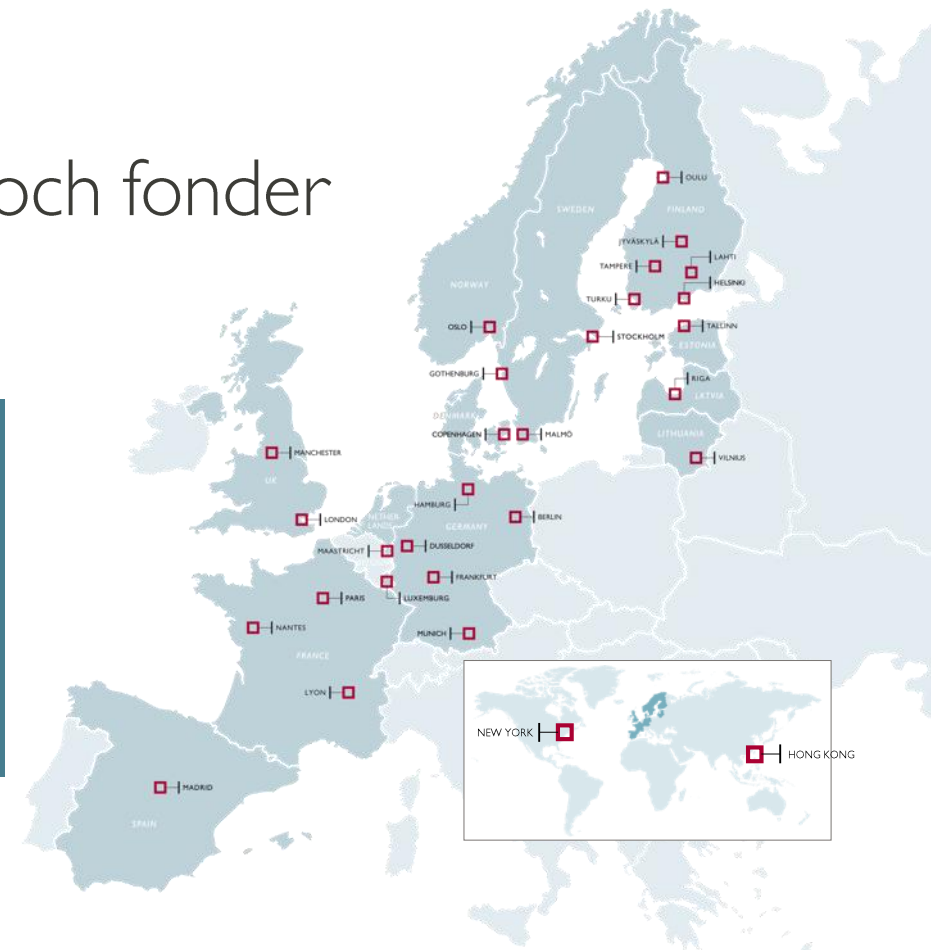 och fonder
OULU
SWEDEN
FINLAND
JYVÄSKYLÄ
LAHTI
TAMPERE
HELSINKI
NORWAY
TURKU
OSLO
TALLINN
STOCKHOLM
ESTONIA
GOTHENBURG
RIGA
LATVIA
DENMARK
COPENHAGEN
MALMÖ
LITHUANIA
MANCHESTER
VILNIUS
UK
HAMBURG
LONDON
NETHER-
LANDS
BERLIN
GERMANY
MAASTRICHT
DUSSELDORF
FRANKFURT
PARIS
LUXEMBURG
NANTES
MUNICH
FRANCE
LYON
NEW YORK
HONG KONG
MADRID
SPAIN